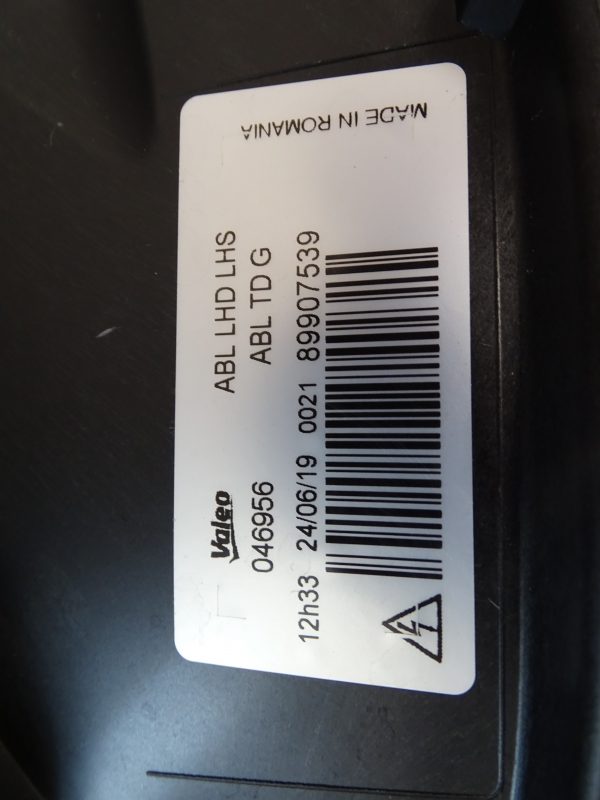 Valeo ABL LHD LHS
046956 ABL TD G
12h33 24/06/19 0021 89907539
MADE IN ROMANIA